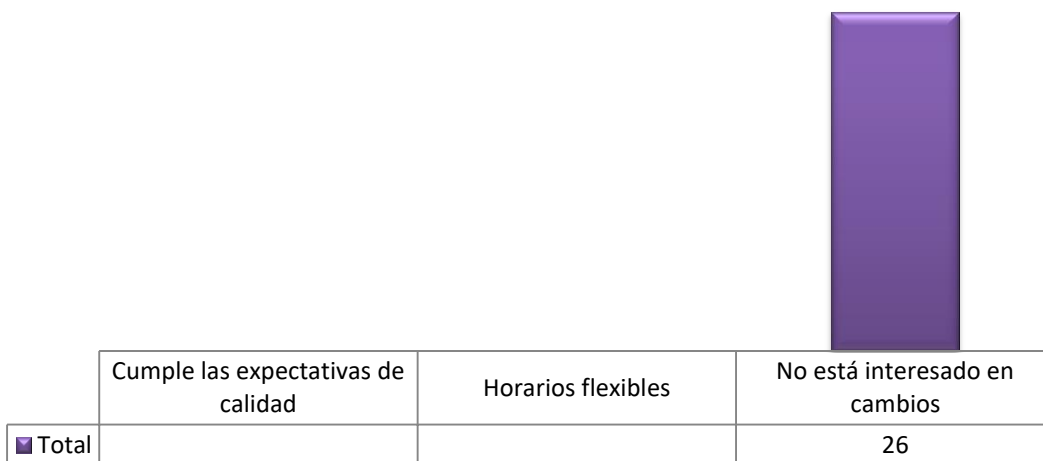 Cumple las expectativas de
calidad
Horarios flexibles
No está interesado en
cambios
Total
26